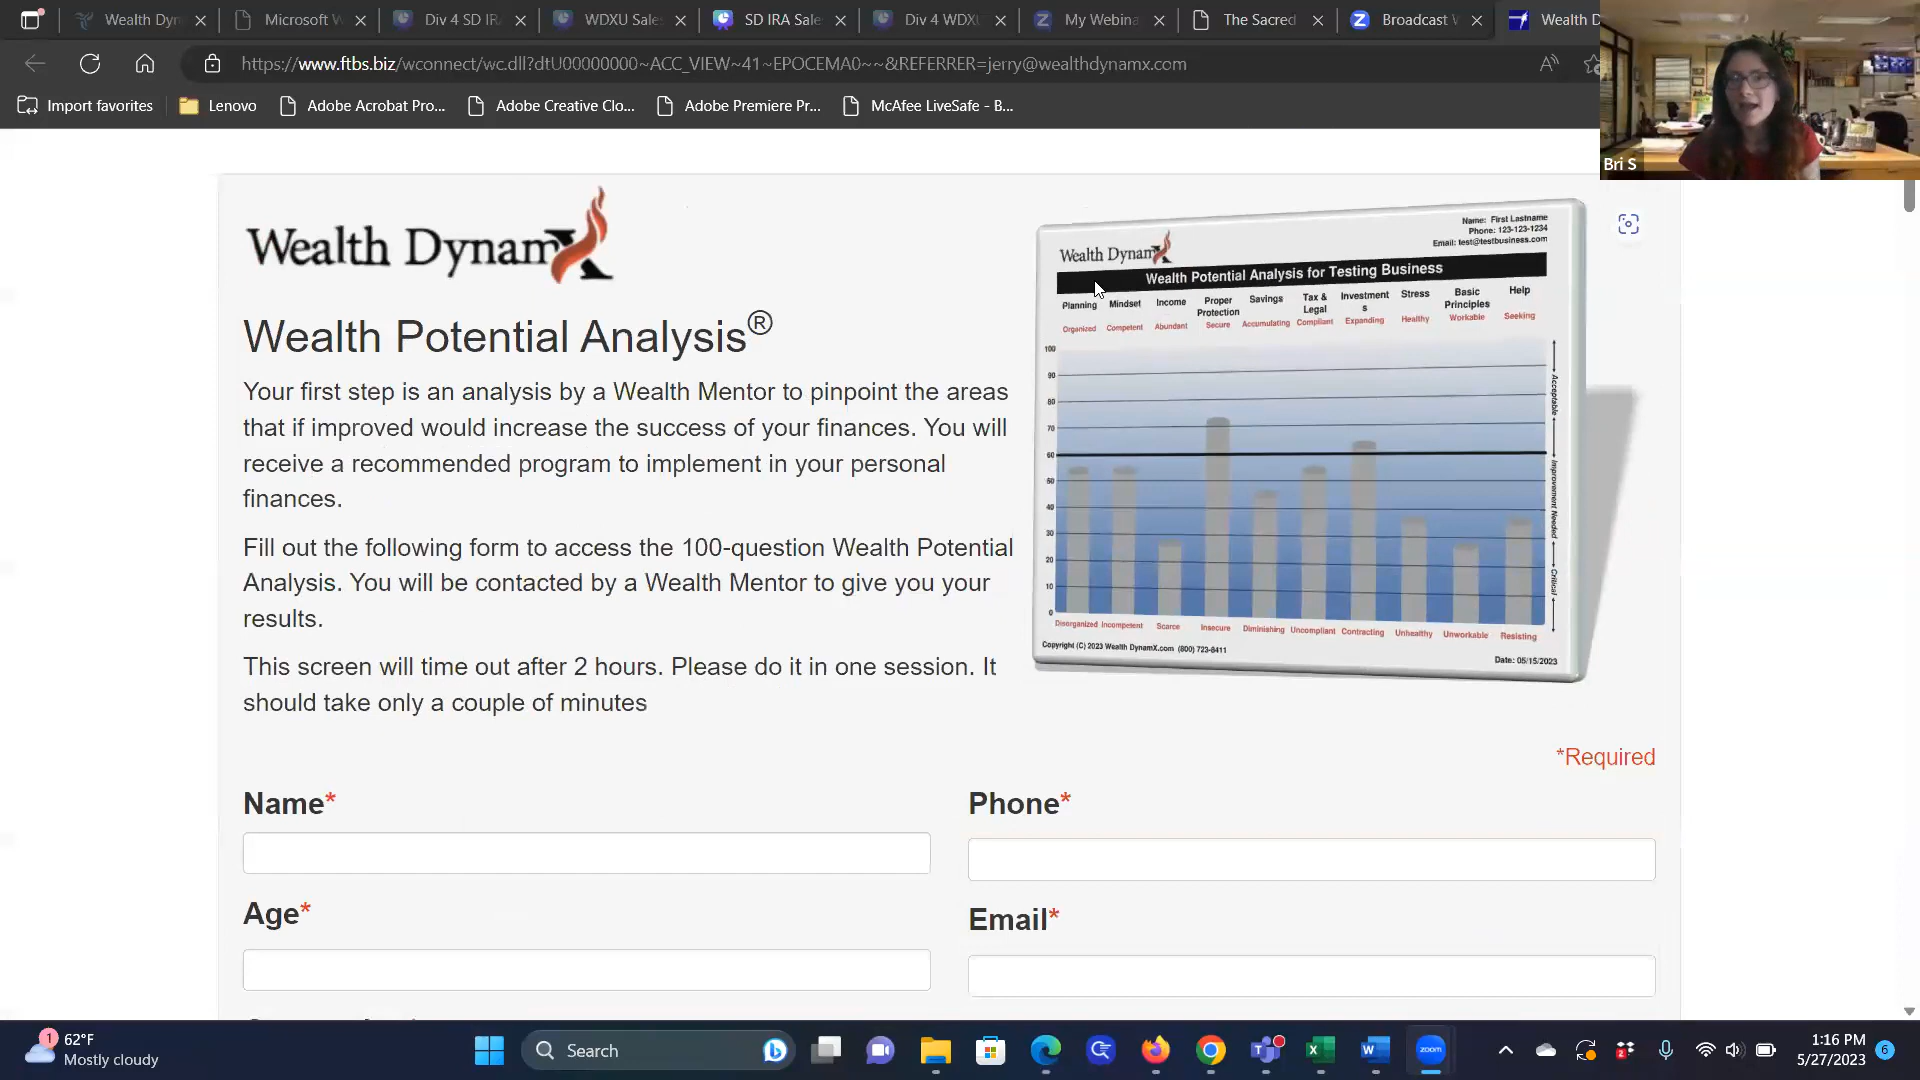 Wealth Dyn
Microsoft W
Div 4 SD IR
WDXU Sale
SD IRA Sale
Div 4 WDX
My Webina
The Sacred
Broadcast W
Wealth D
https://www.ftbs.biz/wconnect/wc.dll?dtU00000000~ACC_VIEW~41~EPOCEMA0~~&REFERRER=jerry@wealthdynamx.com
Import favorites
Lenovo
Adobe Acrobat Pro...
Adobe Creative Clo...
Adobe Premiere Pr...
McAfee LiveSafe - B...
Bri S
Wealth DynamX
Wealth Potential Analysis®
Your first step is an analysis by a Wealth Mentor to pinpoint the areas
that if improved would increase the success of your finances. You will
receive a recommended program to implement in your personal
finances.
Fill out the following form to access the 100-question Wealth Potential
Analysis. You will be contacted by a Wealth Mentor to give you your
results.
This screen will time out after 2 hours. Please do it in one session. It
should take only a couple of minutes
Wealth DynamX
Name: First Lastname
Phone: 123-123-1234
Email: test@testbusiness.com
Wealth Potential Analysis for Testing Business
Planning
Mindset
Income
Proper
Protection
Savings
Tax &
Legal
Investment
s
Stress
Basic
Principles
Help
Organized
Competent
Abundant
Secure
Accumulating
Compliant
Expanding
Healthy
Workable
Seeking
100
90
80
70
60
50
40
30
20
10
0
Acceptable
Improvement Needed
Critical
Disorganized
Incompetent
Scarce
Insecure
Diminishing
Uncompliant
Contracting
Unhealthy
Unworkable
Resisting
Copyright (C) 2023 Wealth DynamX.com (800) 723-8411
Date: 05/15/2023
*Required
Name*
Phone*
Age*
Email*
1
62°F
Mostly cloudy
Search
zoom
1:16 PM
5/27/2023
6